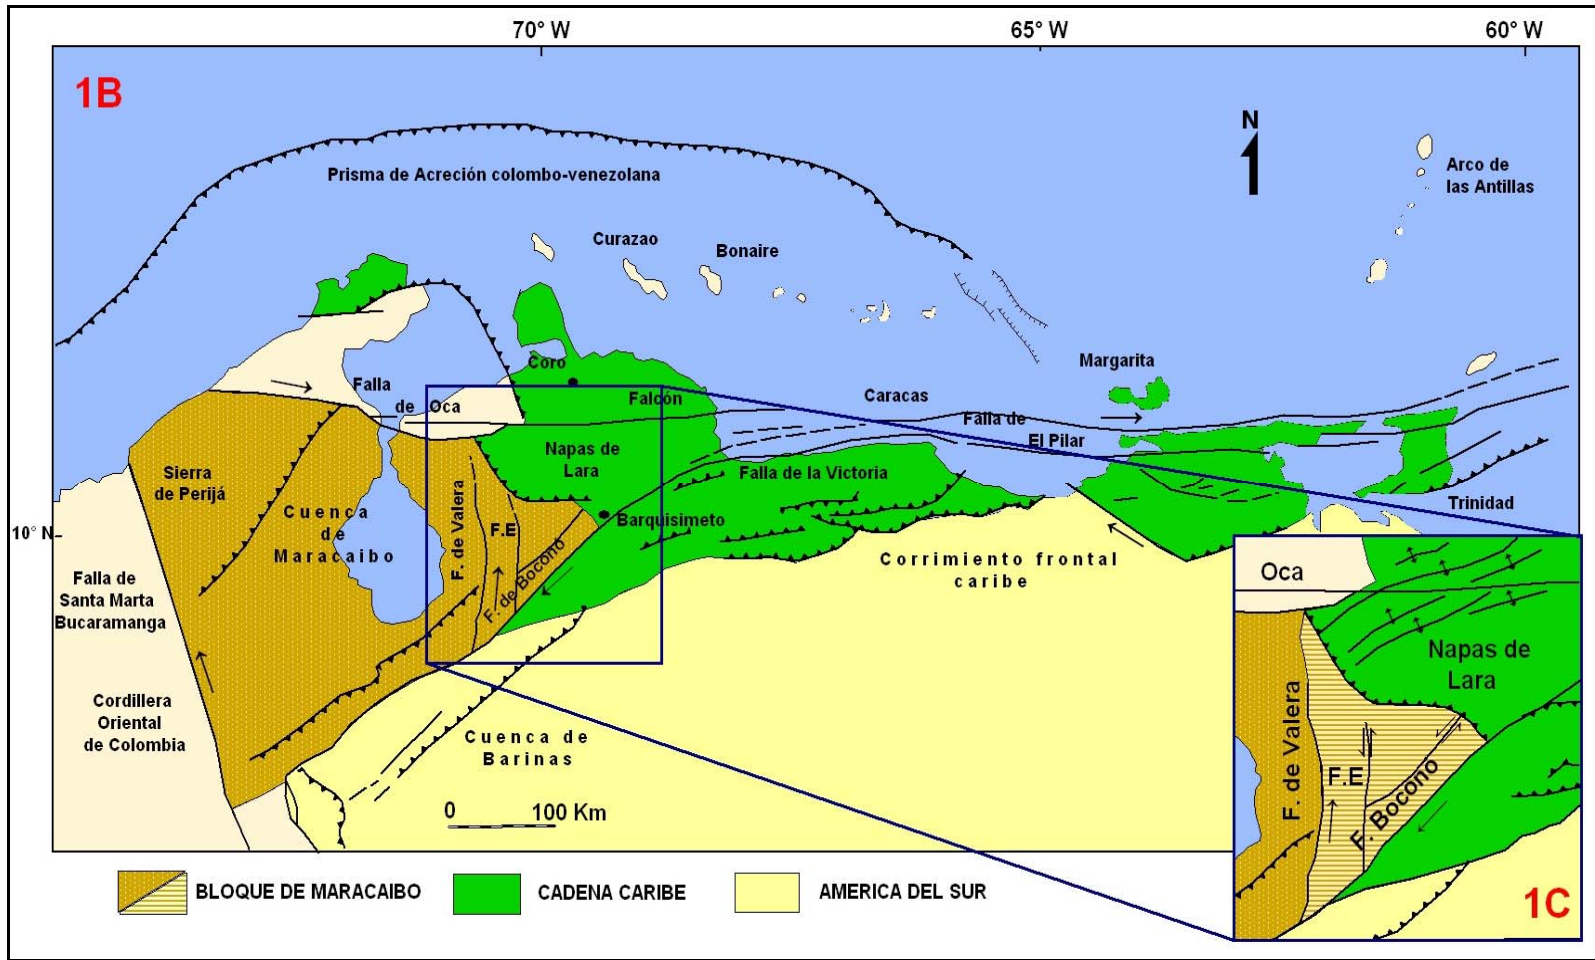 70° W
65° W
60° W
1B
N
Prisma de Acreción colombo-venezolana
Arco de
las Antillas
Curazao
Bonaire
Coro
Margarita
Falla
de Oca
Falcón
Caracas
Falla de
El Pilar
Napas de
Lara
Sierra
de Perijá
Falla de la Victoria
Trinidad
Cuenca
de
Maracaibo
F. de Valera
F.E
F. de Boconó
Barquisimeto
10° N
Corrimiento frontal
caribe
Falla de
Santa Marta
Bucaramanga
Cordillera
Oriental
de Colombia
Cuenca de
Barinas
0 100 Km
Oca
Napas de
Lara
F. de Valera
F.E
F. Bocono
1C
BLOQUE DE MARACAIBO
CADENA CARIBE
AMERICA DEL SUR